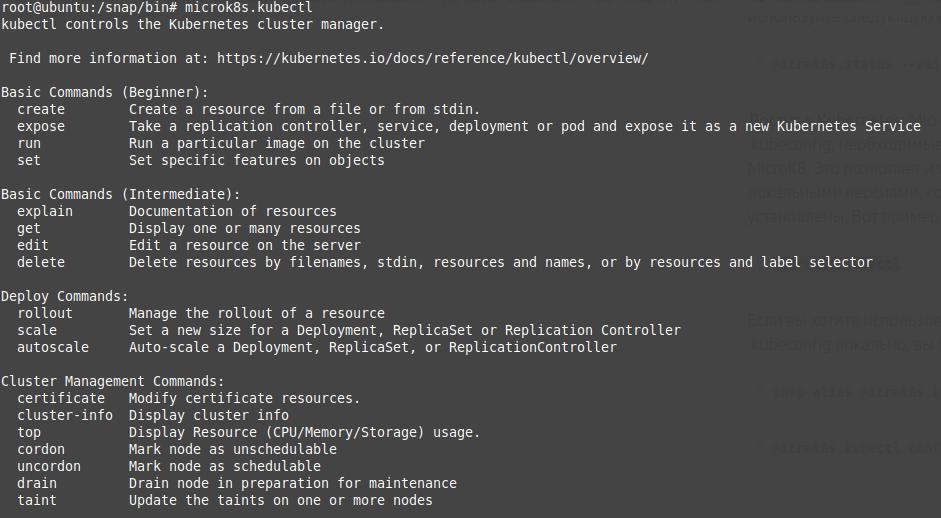 root@ubuntu:/snap/bin# microk8s.kubectl
kubectl controls the Kubernetes cluster manager.
Find more information at: https://kubernetes.io/docs/reference/kubectl/overview/
Basic Commands (Beginner):
create Create a resource from a file or from stdin.
expose Take a replication controller, service, deployment or pod and expose it as a new Kubernetes Service
run Run a particular image on the cluster
set Set specific features on objects
Basic Commands (Intermediate):
explain Documentation of resources
get Display one or many resources
edit Edit a resource on the server
delete Delete resources by filenames, stdin, resources and names, or by resources and label selector
Deploy Commands:
rollout Manage the rollout of a resource
scale Set a new size for a Deployment, ReplicaSet or Replication Controller
autoscale Auto-scale a Deployment, ReplicaSet, or ReplicationController
Cluster Management Commands:
certificate Modify certificate resources.
cluster-info Display cluster info
top Display Resource (CPU/Memory/Storage) usage.
cordon Mark node as unschedulable
uncordon Mark node as schedulable
drain Drain node in preparation for maintenance
taint Update the taints on one or more nodes